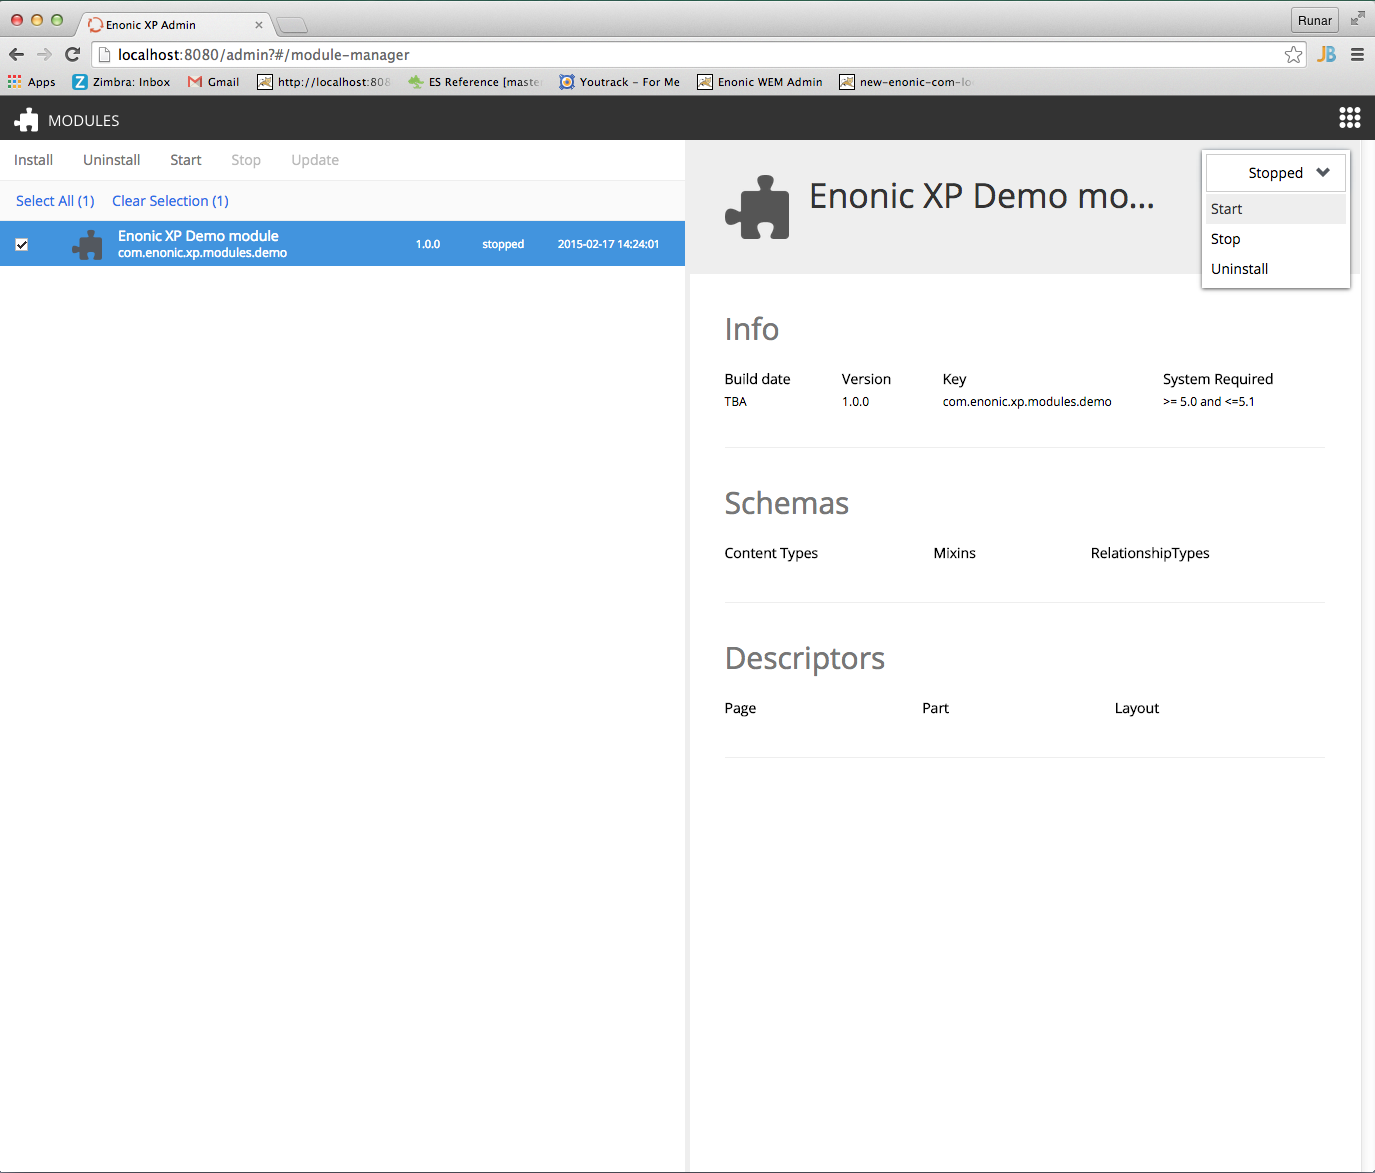 Enonic XP Admin
Runar
localhost:8080/admin?#/module-manager
JB
Apps Zimbra: Inbox Gmail http://localhost:808 ES Reference [master Youtrack – For Me Enonic WEM Admin new-enonic-com-lo
MODULES
Install Uninstall Start Stop Update
Select All (1) Clear Selection (1)
Enonic XP Demo module
com.enonic.xp.modules.demo
1.0.0 stopped 2015-02-17 14:24:01
Enonic XP Demo mo...
Stopped
Start
Stop
Uninstall
Info
Build date Version Key System Required
TBA 1.0.0 com.enonic.xp.modules.demo >= 5.0 and <=5.1
Schemas
Content Types Mixins RelationshipTypes
Descriptors
Page Part Layout